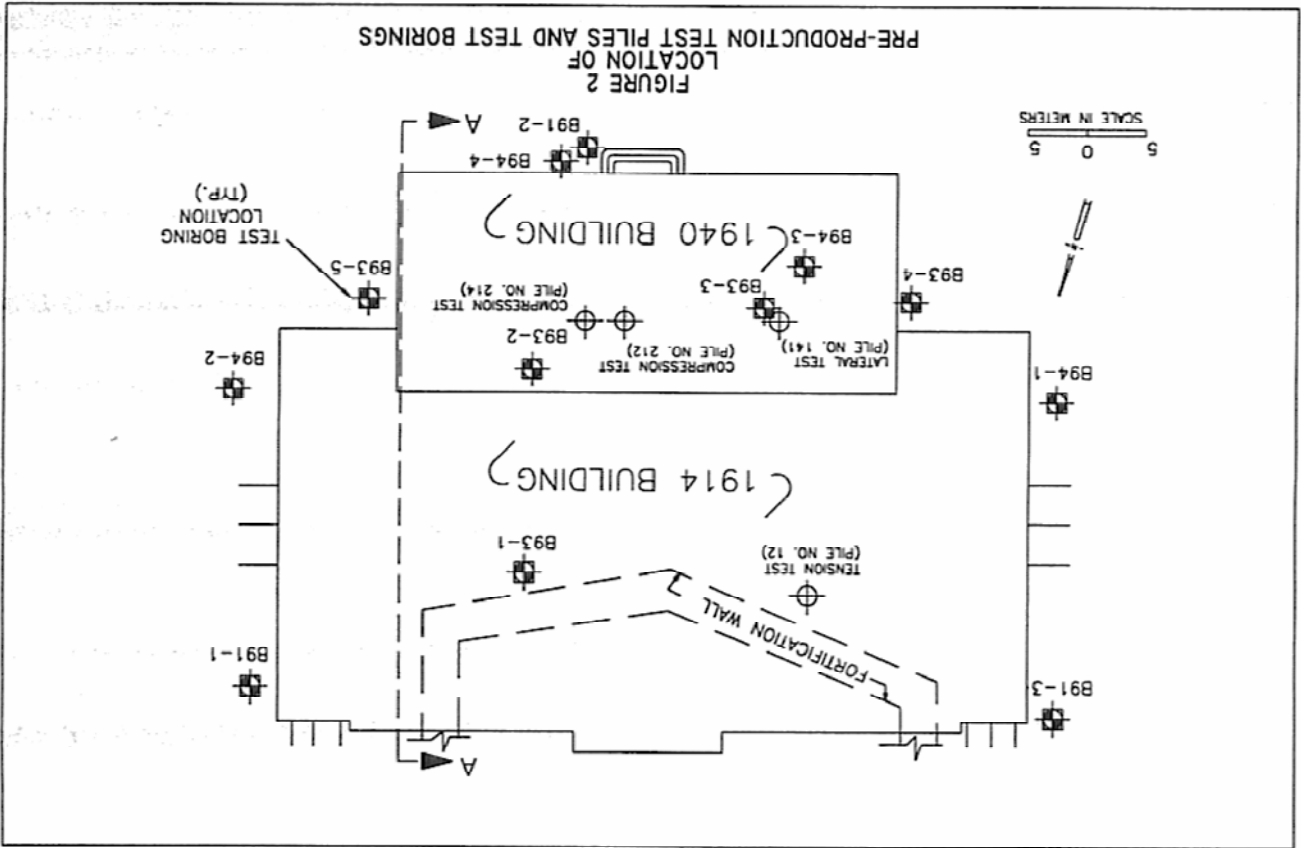 A
B91-3
B91-1
FORTIFICATION WALL
TENSION TEST
(PILE NO. 12)
B93-1
1914 BUILDING
B94-1
B94-2
LATERAL TEST
(PILE NO. 141)
COMPRESSION TEST
(PILE NO. 212)
B93-2
B93-3
COMPRESSION TEST
(PILE NO. 214)
B93-4
B93-5
B94-3
1940 BUILDING
TEST BORING
LOCATION
(TYP.)
B94-4
B91-2
A
5 0 5
SCALE IN METERS
FIGURE 2
LOCATION OF
PRE-PRODUCTION TEST PILES AND TEST BORINGS